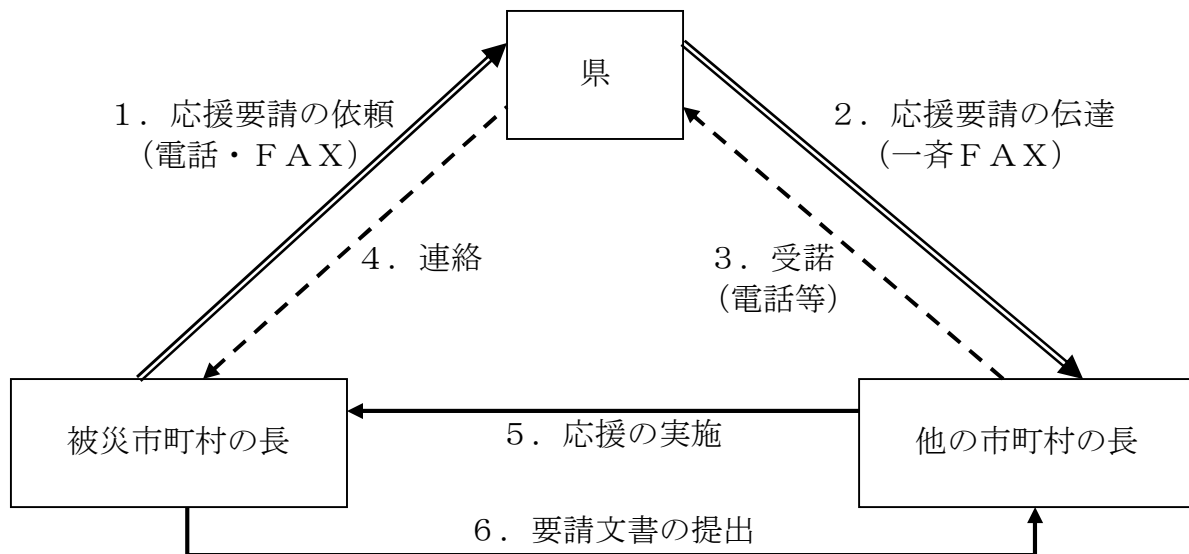 県
１．応援要請の依頼
（電話・ＦＡＸ）
２．応援要請の伝達
（一斉ＦＡＸ）
４．連絡
３．受諾
（電話等）
被災市町村の長
５．応援の実施
他の市町村の長
６．要請文書の提出